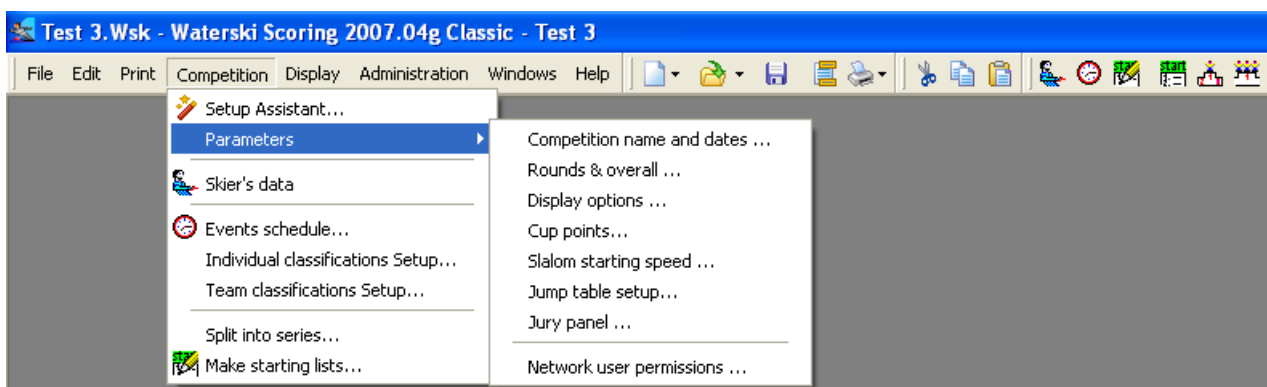 Test 3.Wsk - Waterski Scoring 2007.04g Classic - Test 3
File Edit Print Competition Display Administration Windows Help
Setup Assistant...
Parameters
Skier's data
Events schedule...
Individual classifications Setup...
Team classifications Setup...
Split into series...
Make starting lists...
Competition name and dates ...
Rounds & overall ...
Display options ...
Cup points...
Slalom starting speed ...
Jump table setup...
Jury panel ...
Network user permissions ...